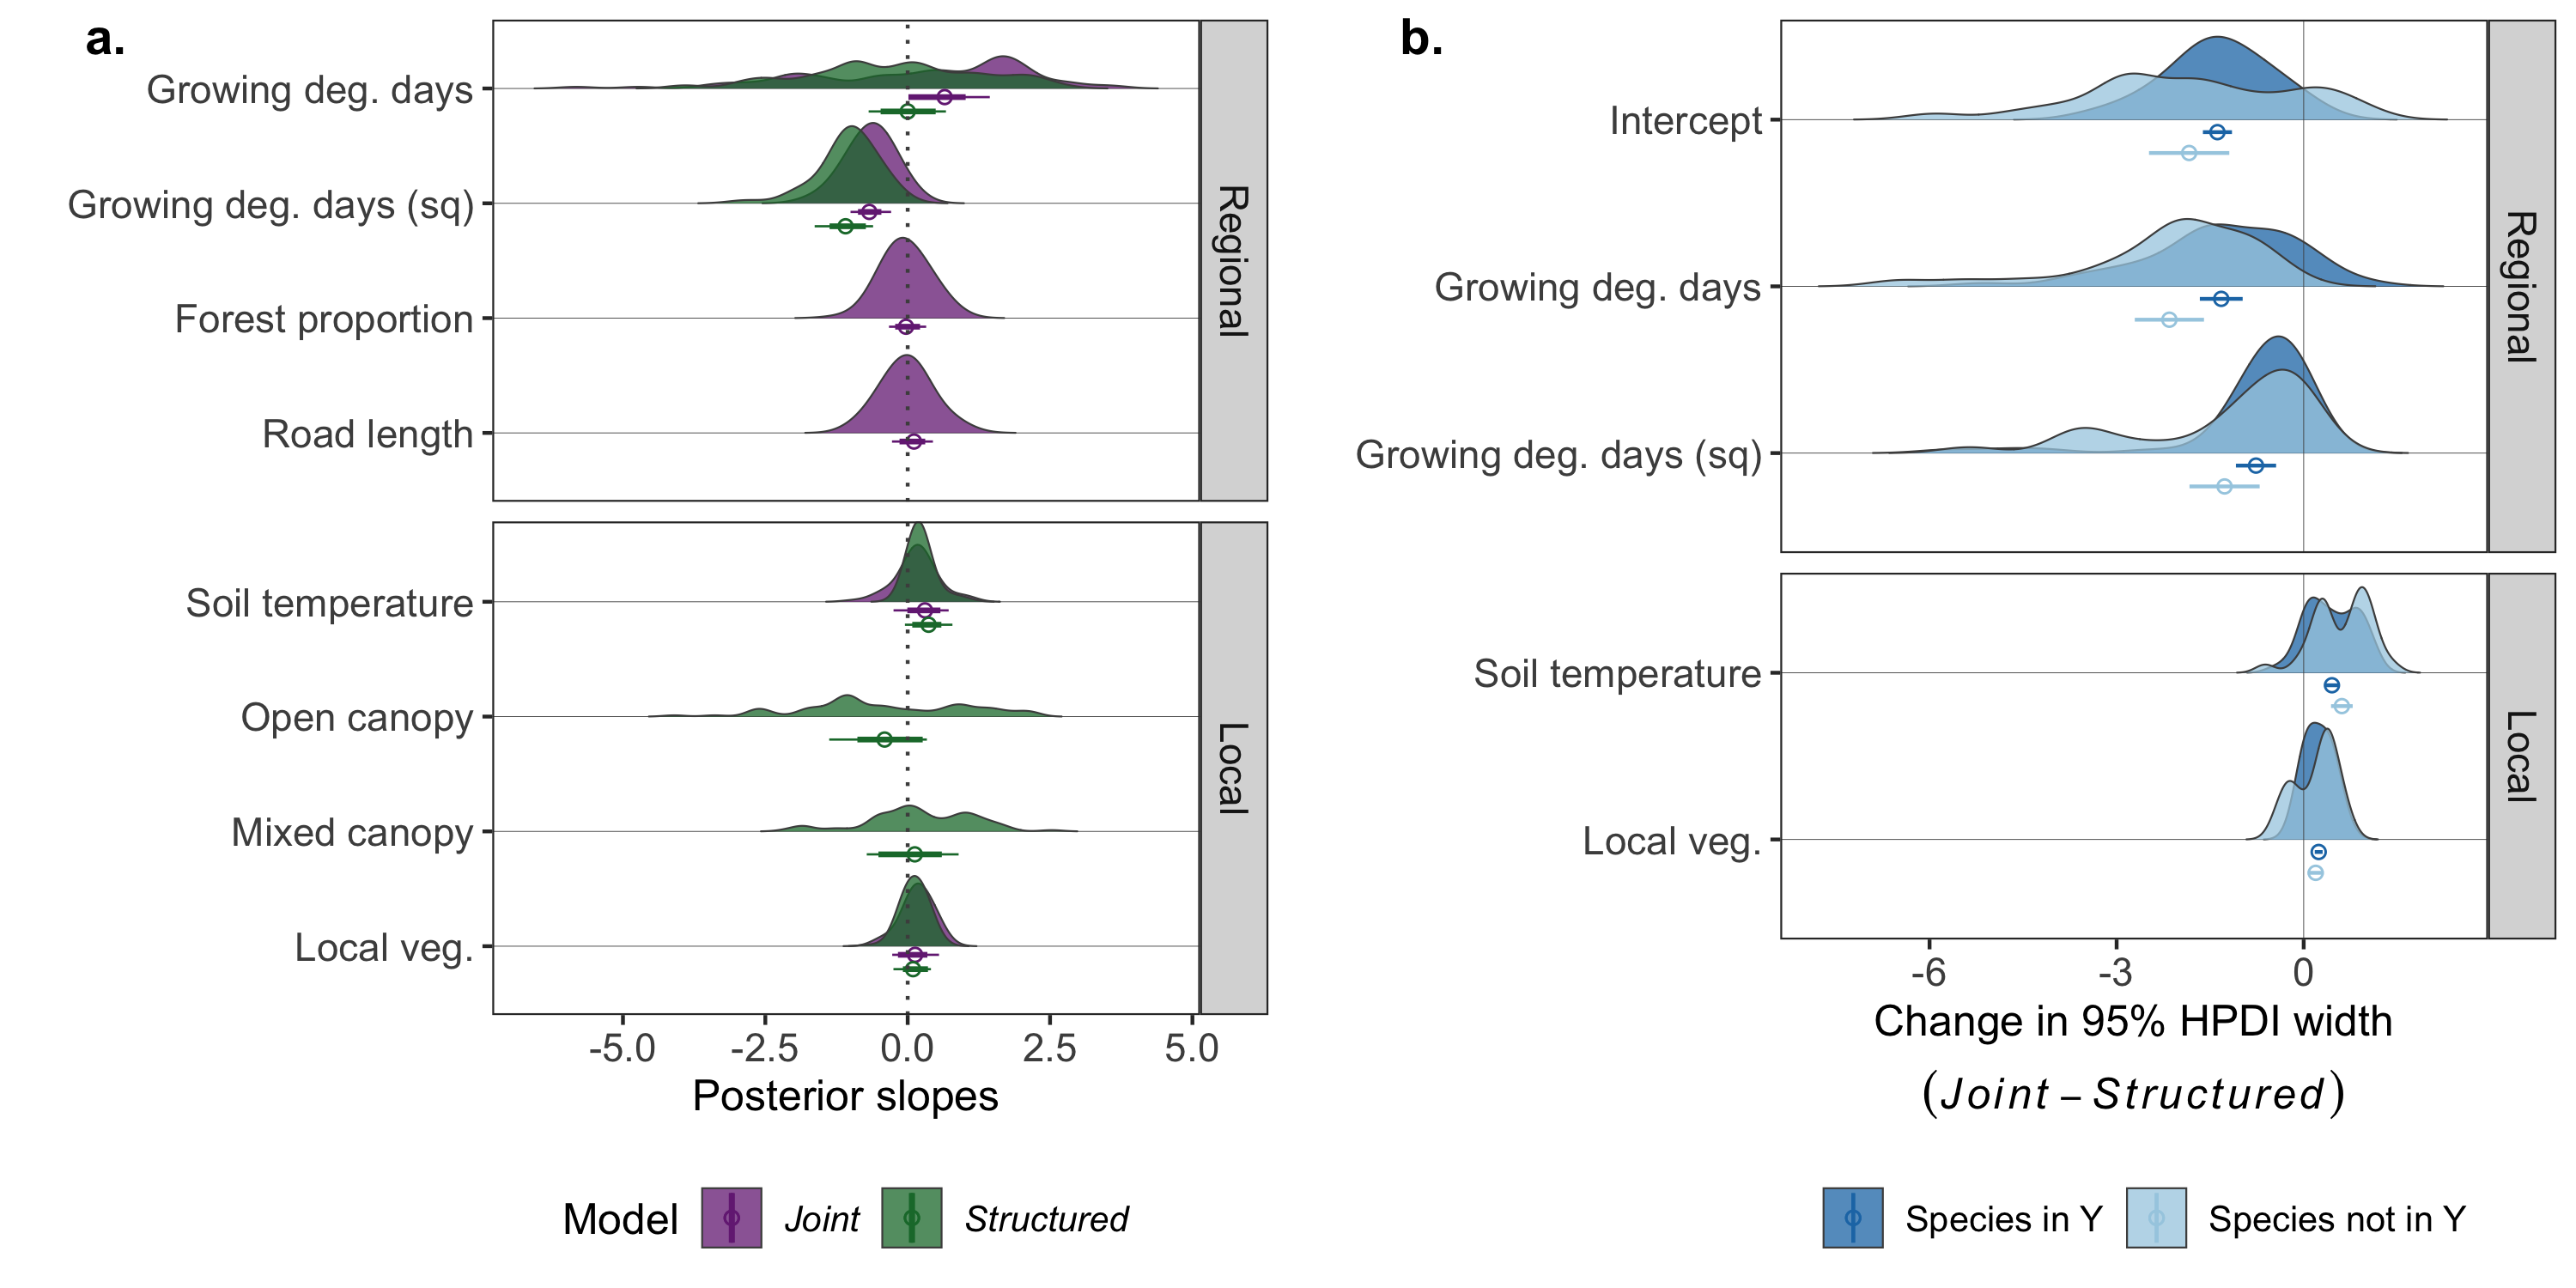 a.
Growing deg. days
Growing deg. days (sq)
Forest proportion
Road length
Regional
Soil temperature
Open canopy
Mixed canopy
Local veg.
Local
-5.0 -2.5 0.0 2.5 5.0
Posterior slopes
Model Joint Structured
b.
Intercept
Growing deg. days
Growing deg. days (sq)
Regional
Soil temperature
Local veg.
Local
-6 -3 0
Change in 95% HPDI width
(Joint – Structured)
Species in Y Species not in Y